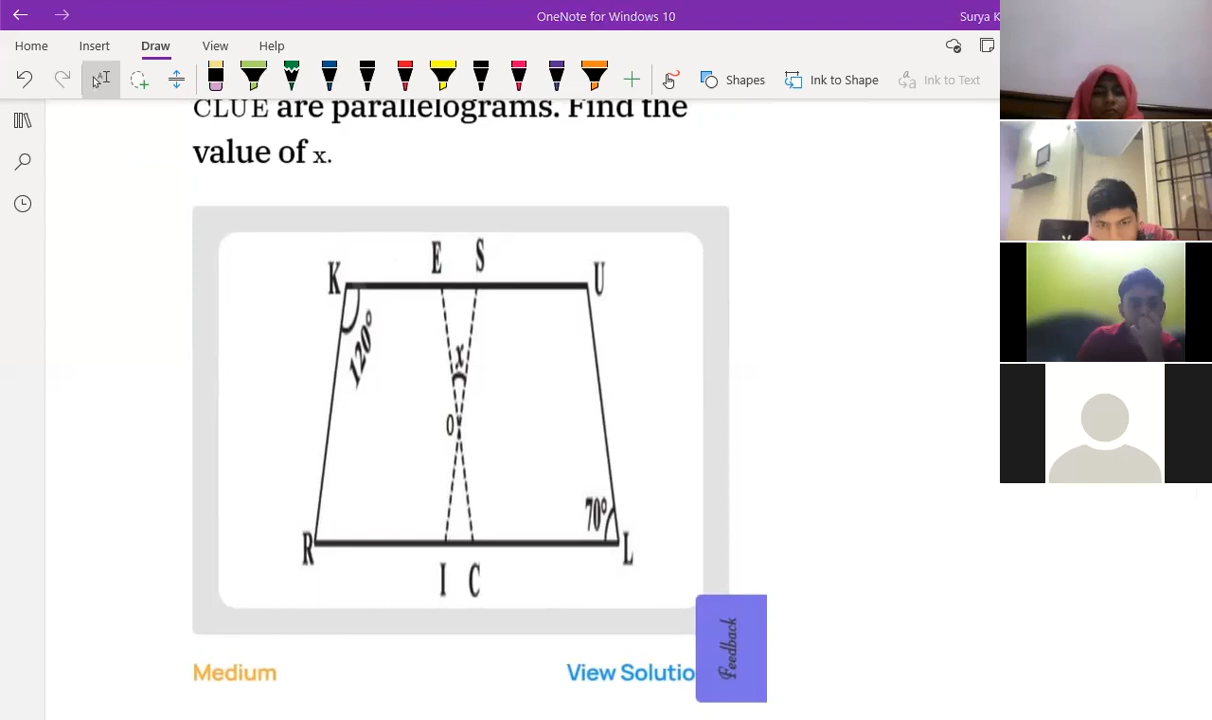 OneNote for Windows 10
Surya K
Home Insert Draw View Help
Shapes Ink to Shape Ink to Text
CLUE are parallelograms. Find the
value of x.
K E S U
120°
x
O
70°
R I C L
Feedback
Medium View Solutio